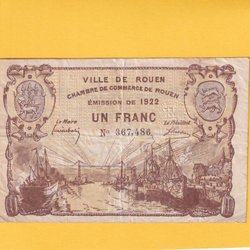 VILLE DE ROUEN
CHAMBRE DE COMMERCE DE ROUEN
ÉMISSION DE 1922
UN FRANC
Le Maire
Le Président
No 367,486